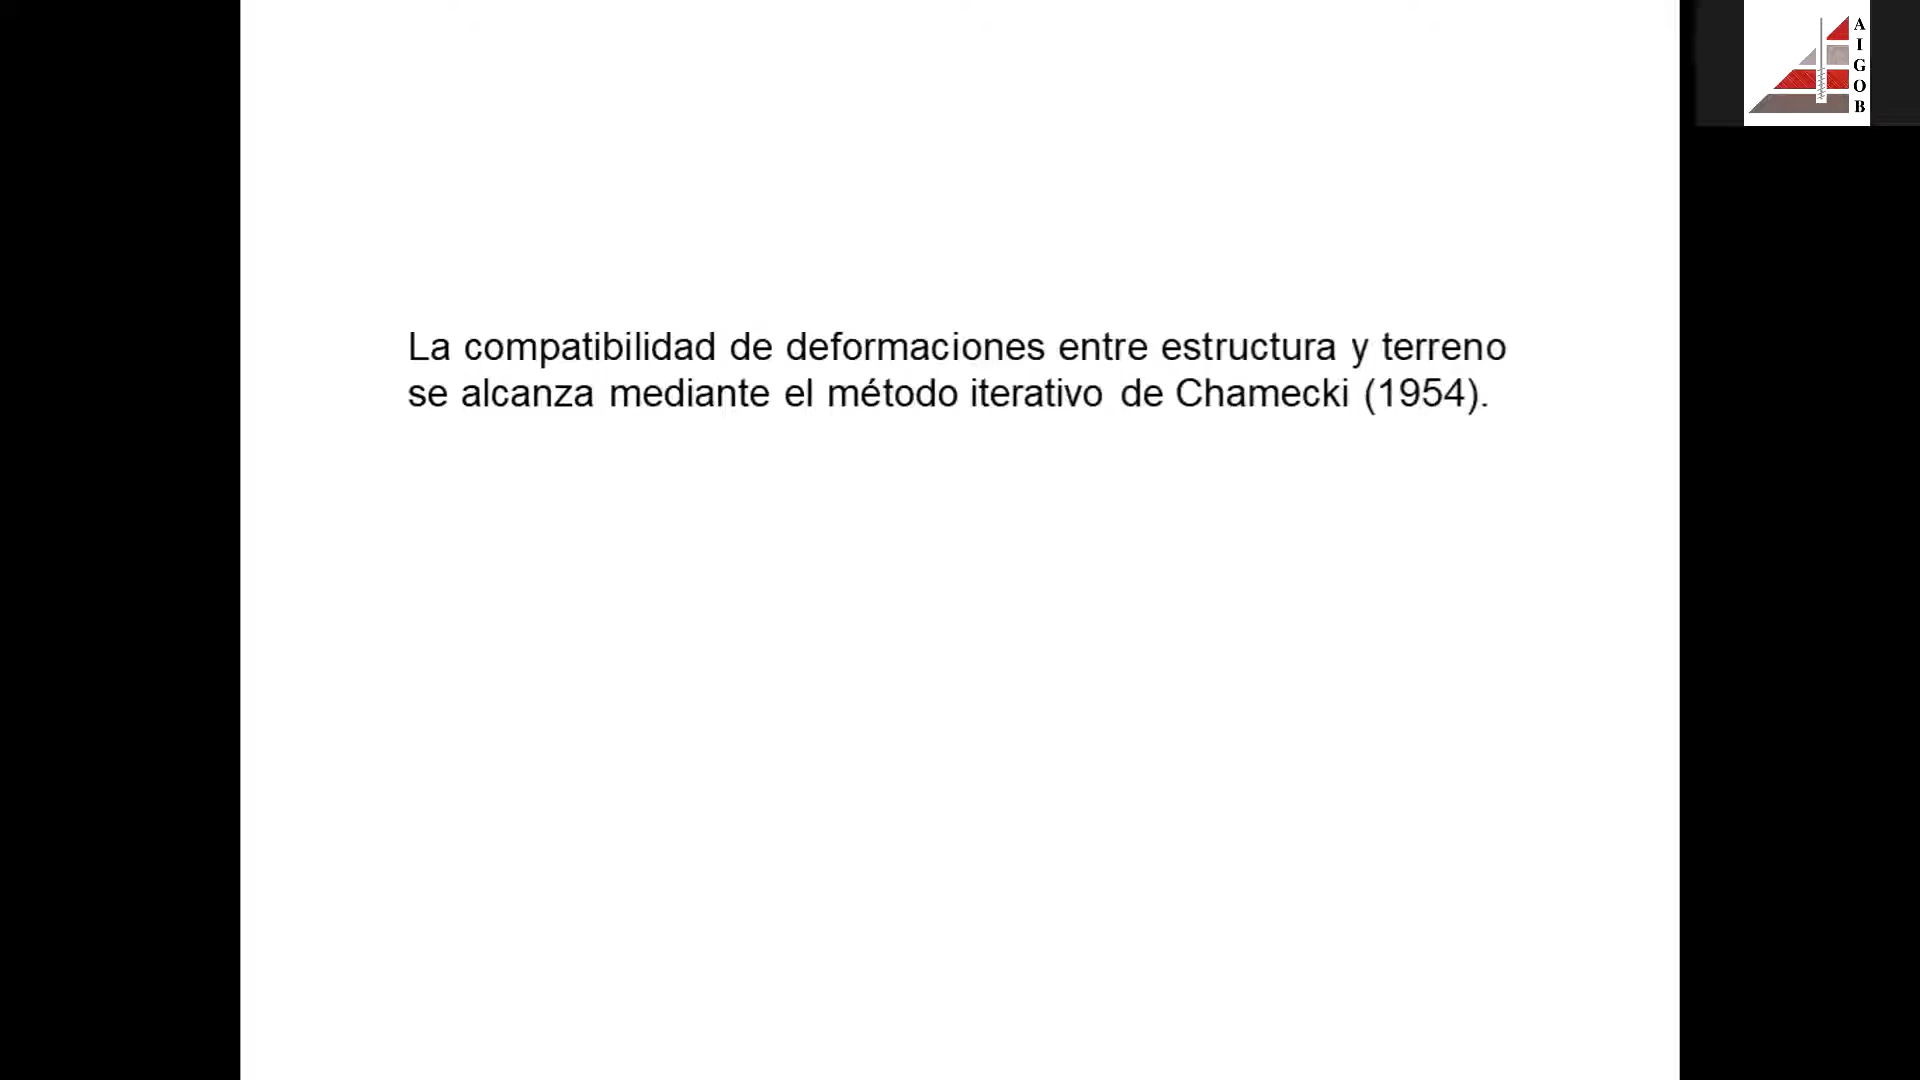 La compatibilidad de deformaciones entre estructura y terreno
se alcanza mediante el método iterativo de Chamecki (1954).
A
I
G
O
B